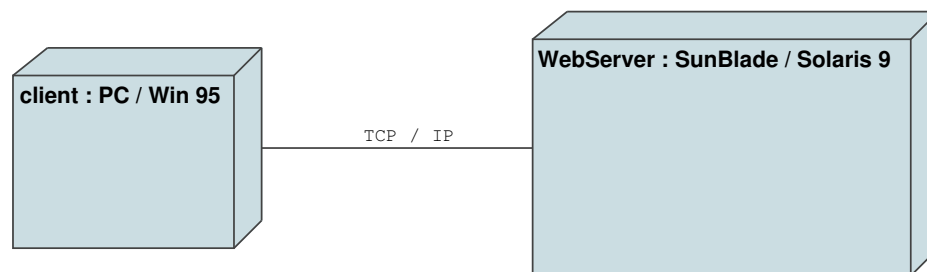 client : PC / Win 95
TCP / IP
WebServer : SunBlade / Solaris 9